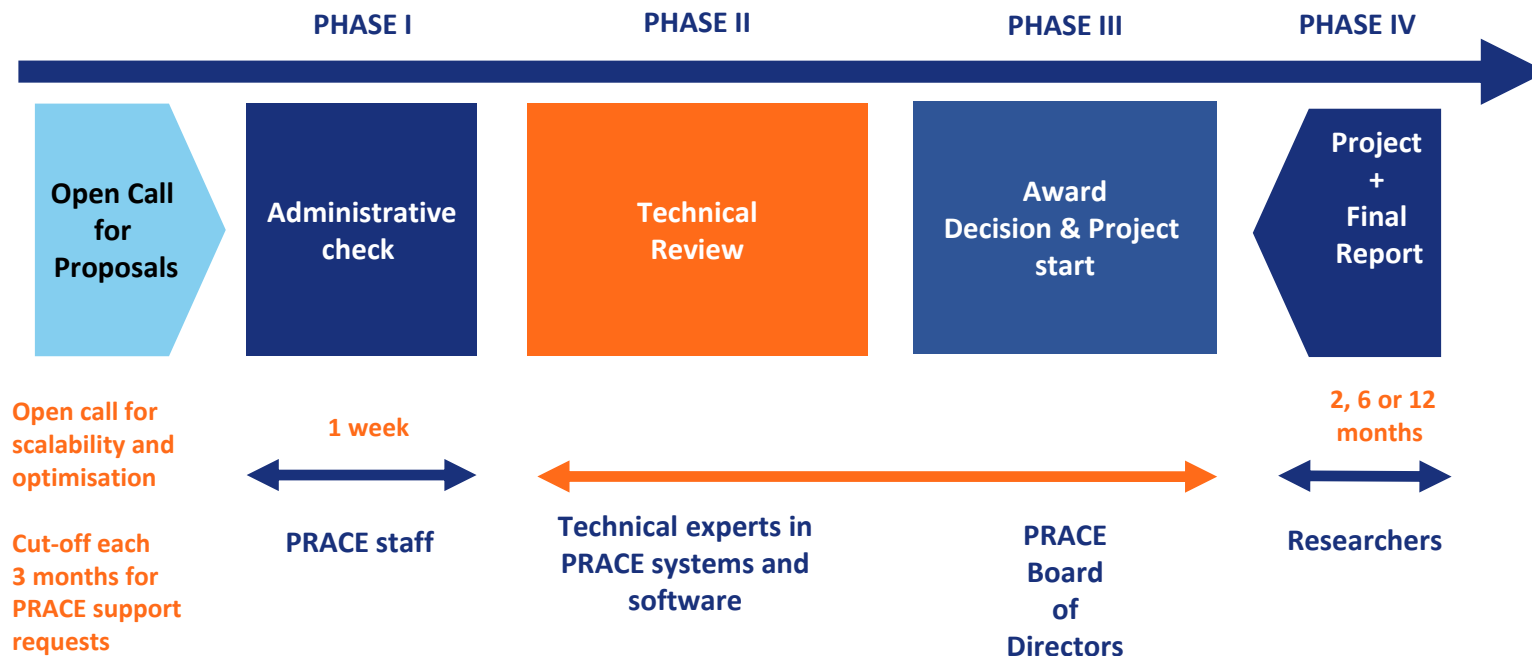 PHASE I
PHASE II
PHASE III
PHASE IV
Open Call
for
Proposals
Administrative
check
Technical
Review
Award
Decision & Project
start
Project
+
Final
Report
Open call for
scalability and
optimisation
Cut-off each
3 months for
PRACE support
requests
1 week
PRACE staff
Technical experts in
PRACE systems and
software
PRACE
Board
of
Directors
2, 6 or 12
months
Researchers